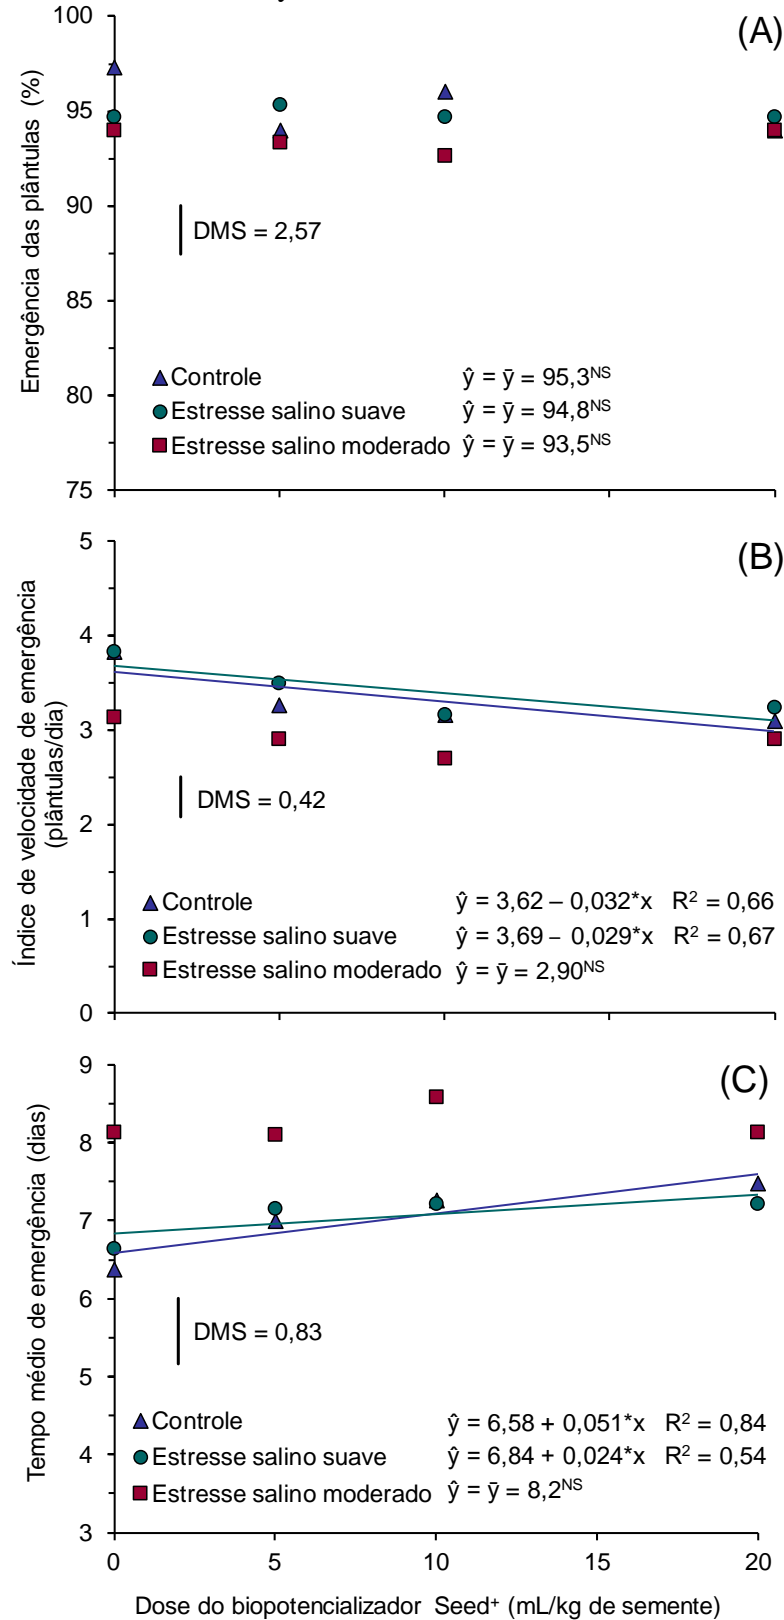 100
(A)
95
90
DMS = 2,57
85
Emergência das plântulas (%)
Controle ŷ = ȳ = 95,3ᴺˢ
80
Estresse salino suave ŷ = ȳ = 94,8ᴺˢ
Estresse salino moderado ŷ = ȳ = 93,5ᴺˢ
75
5
(B)
4
3
Índice de velocidade de emergência
(plântulas/dia)
DMS = 0,42
2
Controle ŷ = 3,62 – 0,032*x R² = 0,66
1
Estresse salino suave ŷ = 3,69 – 0,029*x R² = 0,67
Estresse salino moderado ŷ = ȳ = 2,90ᴺˢ
0
9
(C)
8
7
Tempo médio de emergência (dias)
6
DMS = 0,83
5
Controle ŷ = 6,58 + 0,051*x R² = 0,84
4
Estresse salino suave ŷ = 6,84 + 0,024*x R² = 0,54
Estresse salino moderado ŷ = ȳ = 8,2ᴺˢ
3
0 5 10 15 20
Dose do biopotencializador Seed⁺ (mL/kg de semente)